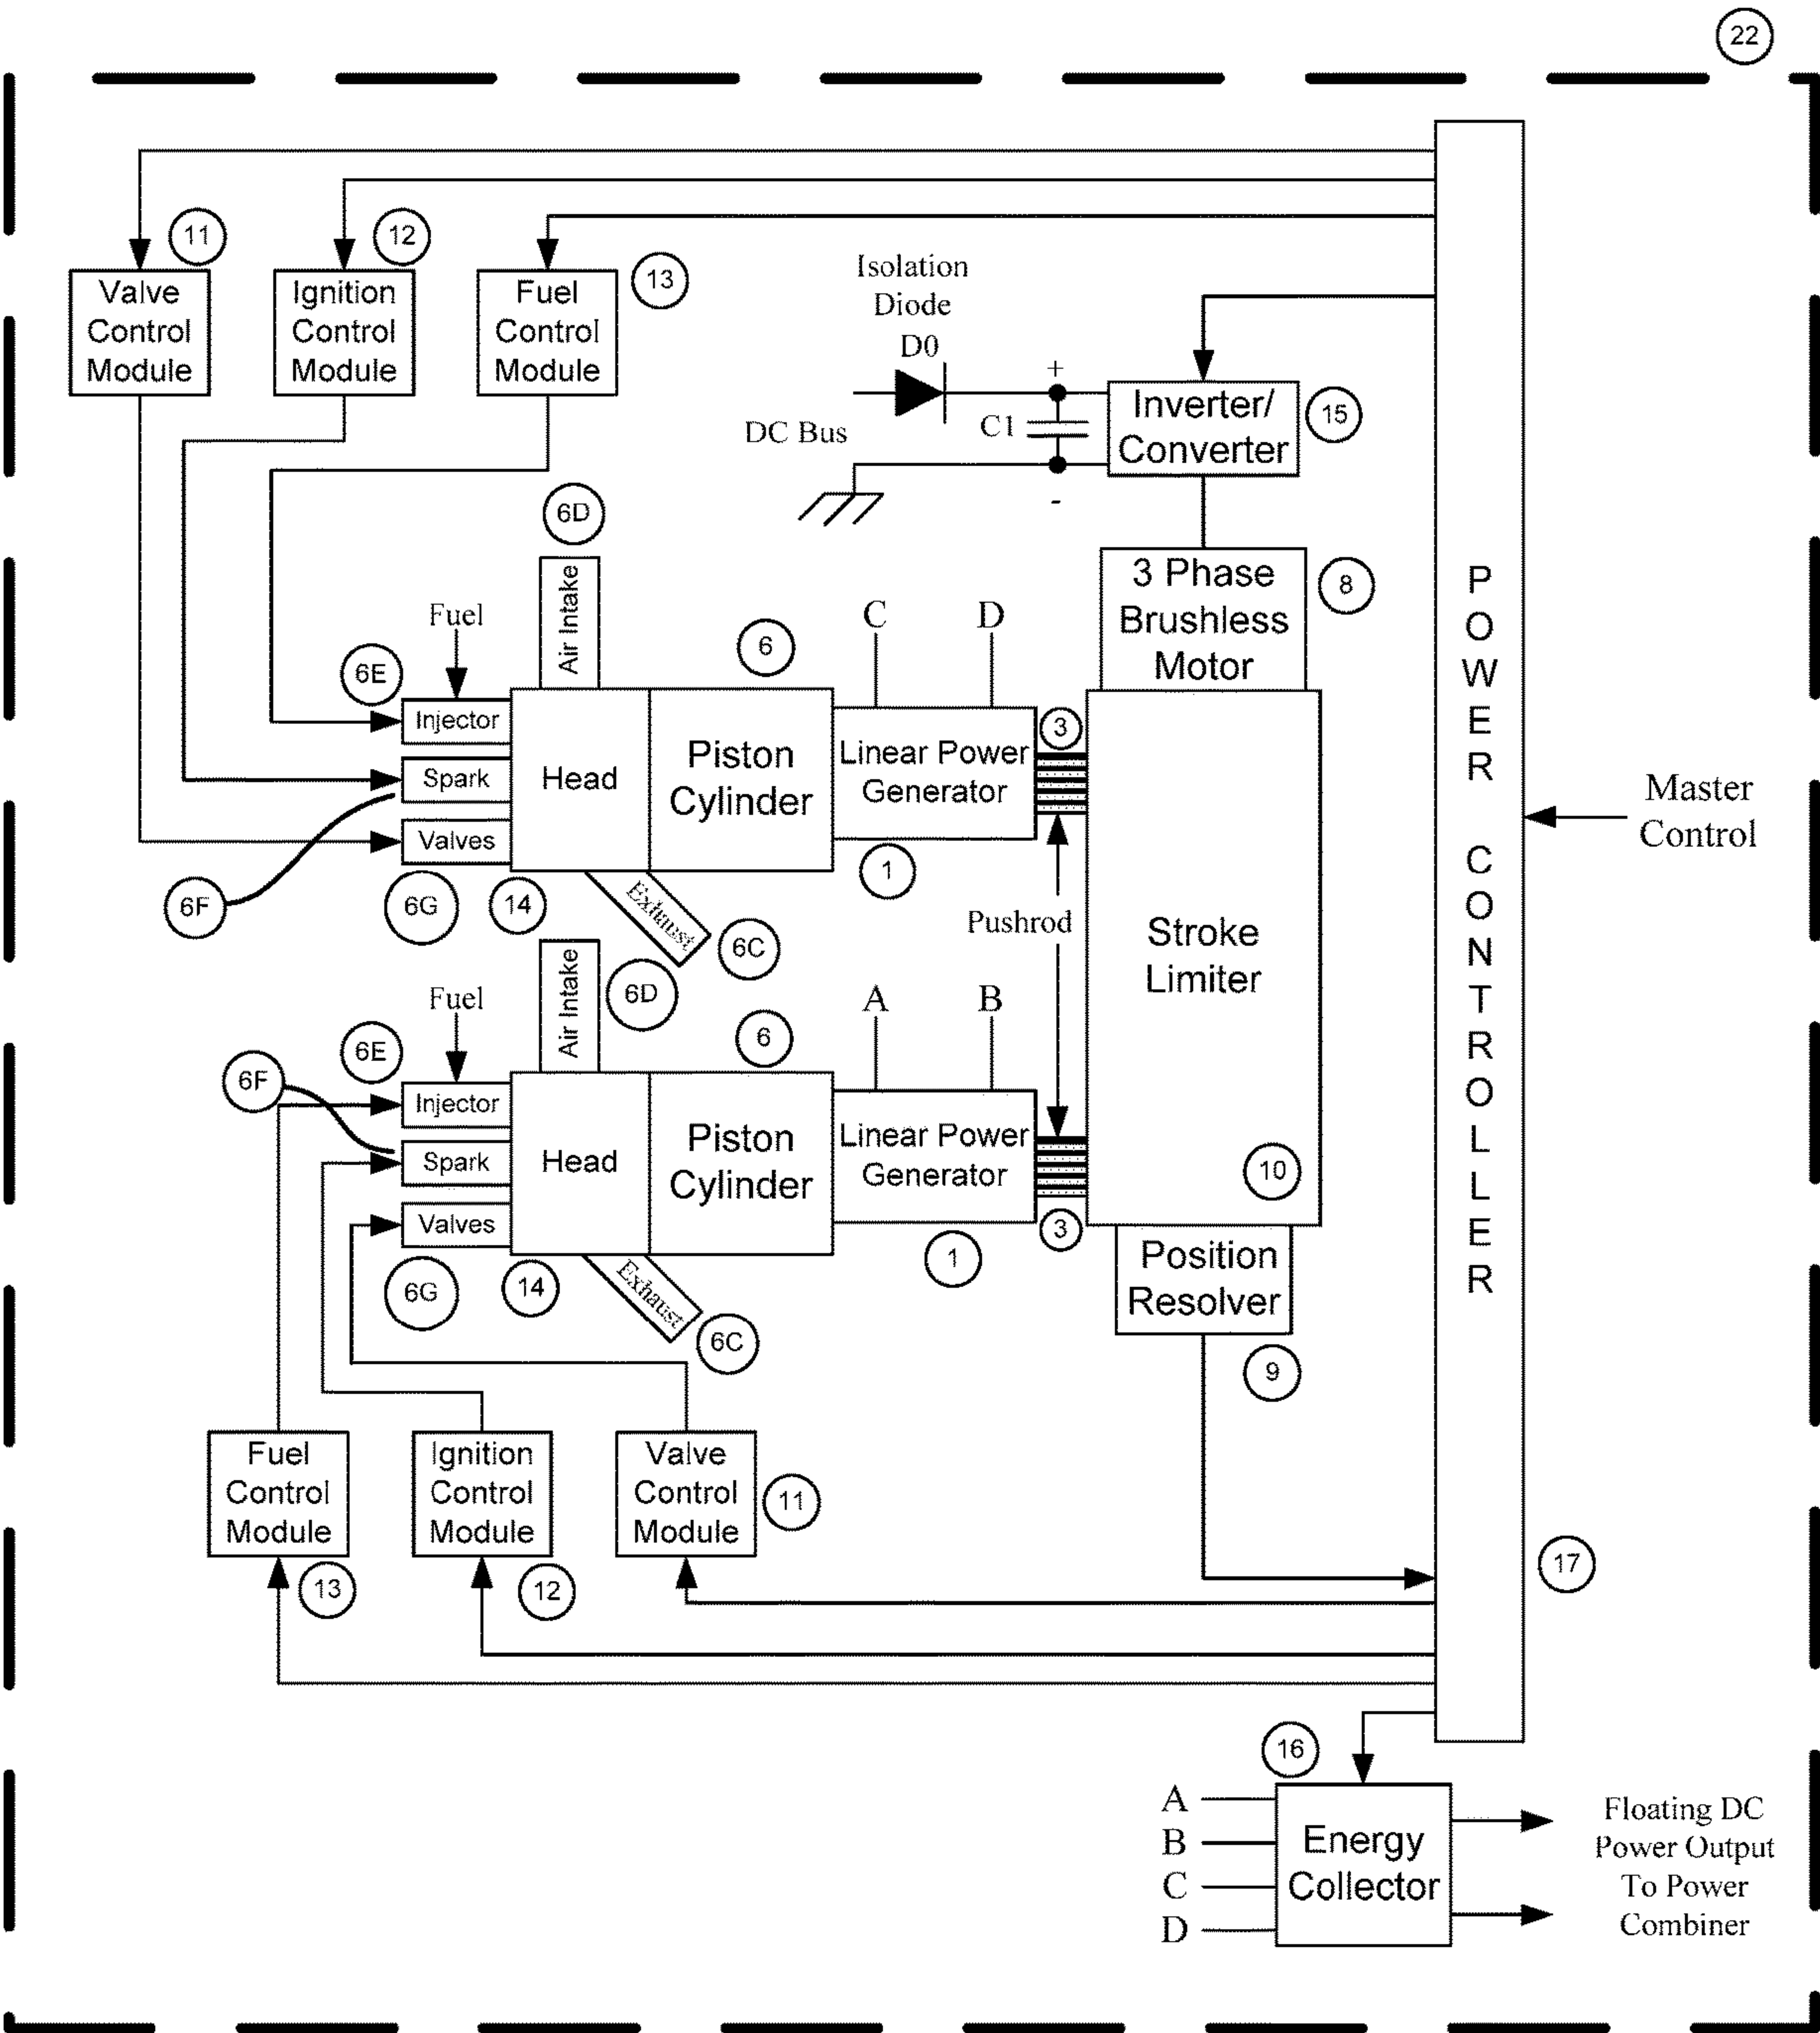 22
11
12
13
Valve
Control
Module
Ignition
Control
Module
Fuel
Control
Module
Isolation
Diode
D0
+
DC Bus
C1
-
Inverter/
Converter
15
6D
3 Phase
Brushless
Motor
8
Fuel
Air Intake
6
C
D
6E
Injector
Spark
Valves
Head
Piston
Cylinder
Linear Power
Generator
3
1
6F
6G
14
Exhaust
6C
Pushrod
Stroke
Limiter
POWER CONTROLLER
Master
Control
Fuel
Air Intake
6D
6
A
B
6E
6F
Injector
Spark
Valves
Head
Piston
Cylinder
Linear Power
Generator
10
3
1
6G
14
Exhaust
6C
Position
Resolver
9
Fuel
Control
Module
Ignition
Control
Module
Valve
Control
Module
11
13
12
17
16
A
B
C
D
Energy
Collector
Floating DC
Power Output
To Power
Combiner